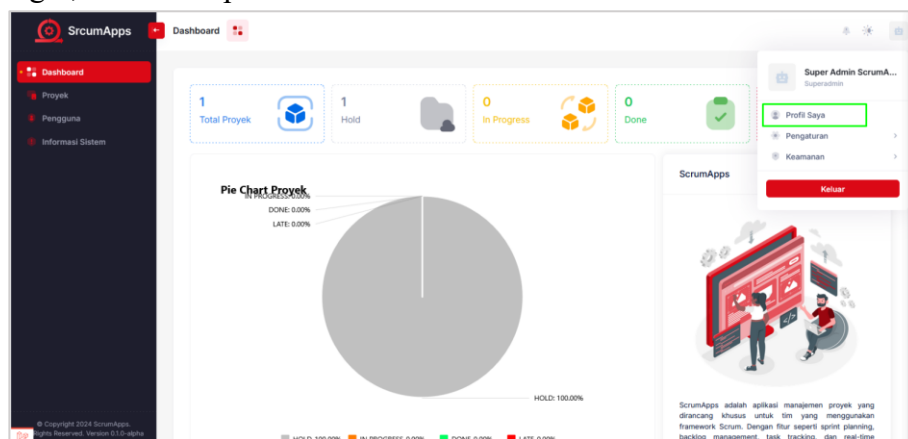 SrcumApps
Dashboard
Dashboard
Proyek
Pengguna
Informasi Sistem
1
Total Proyek
1
Hold
0
In Progress
0
Done
Super Admin ScrumA...
Superadmin
Profil Saya
Pengaturan
Keamanan
Keluar
Pie Chart Proyek
IN PROGRESS: 0.00%
DONE: 0.00%
LATE: 0.00%
HOLD: 100.00%
HOLD: 100.00% IN PROGRESS: 0.00% DONE: 0.00% LATE: 0.00%
ScrumApps
ScrumApps adalah aplikasi manajemen proyek yang
dirancang khusus untuk tim yang menggunakan
framework Scrum. Dengan fitur seperti sprint planning,
backlog management, task tracking, dan real-time
© Copyright 2024 ScrumApps.
Rights Reserved. Version 0.1.0-alpha